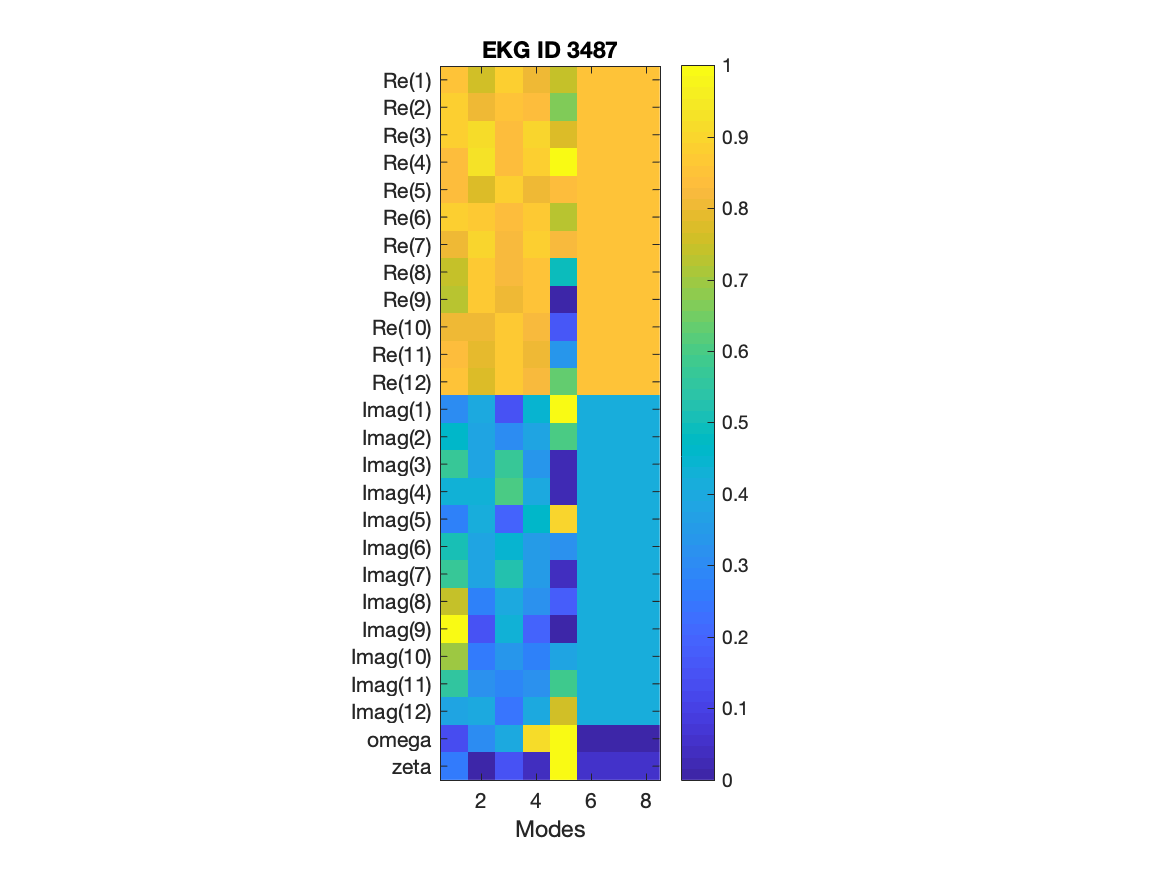 EKG ID 3487
Re(1)
Re(2)
Re(3)
Re(4)
Re(5)
Re(6)
Re(7)
Re(8)
Re(9)
Re(10)
Re(11)
Re(12)
Imag(1)
Imag(2)
Imag(3)
Imag(4)
Imag(5)
Imag(6)
Imag(7)
Imag(8)
Imag(9)
Imag(10)
Imag(11)
Imag(12)
omega
zeta
2 4 6 8
Modes
1
0.9
0.8
0.7
0.6
0.5
0.4
0.3
0.2
0.1
0